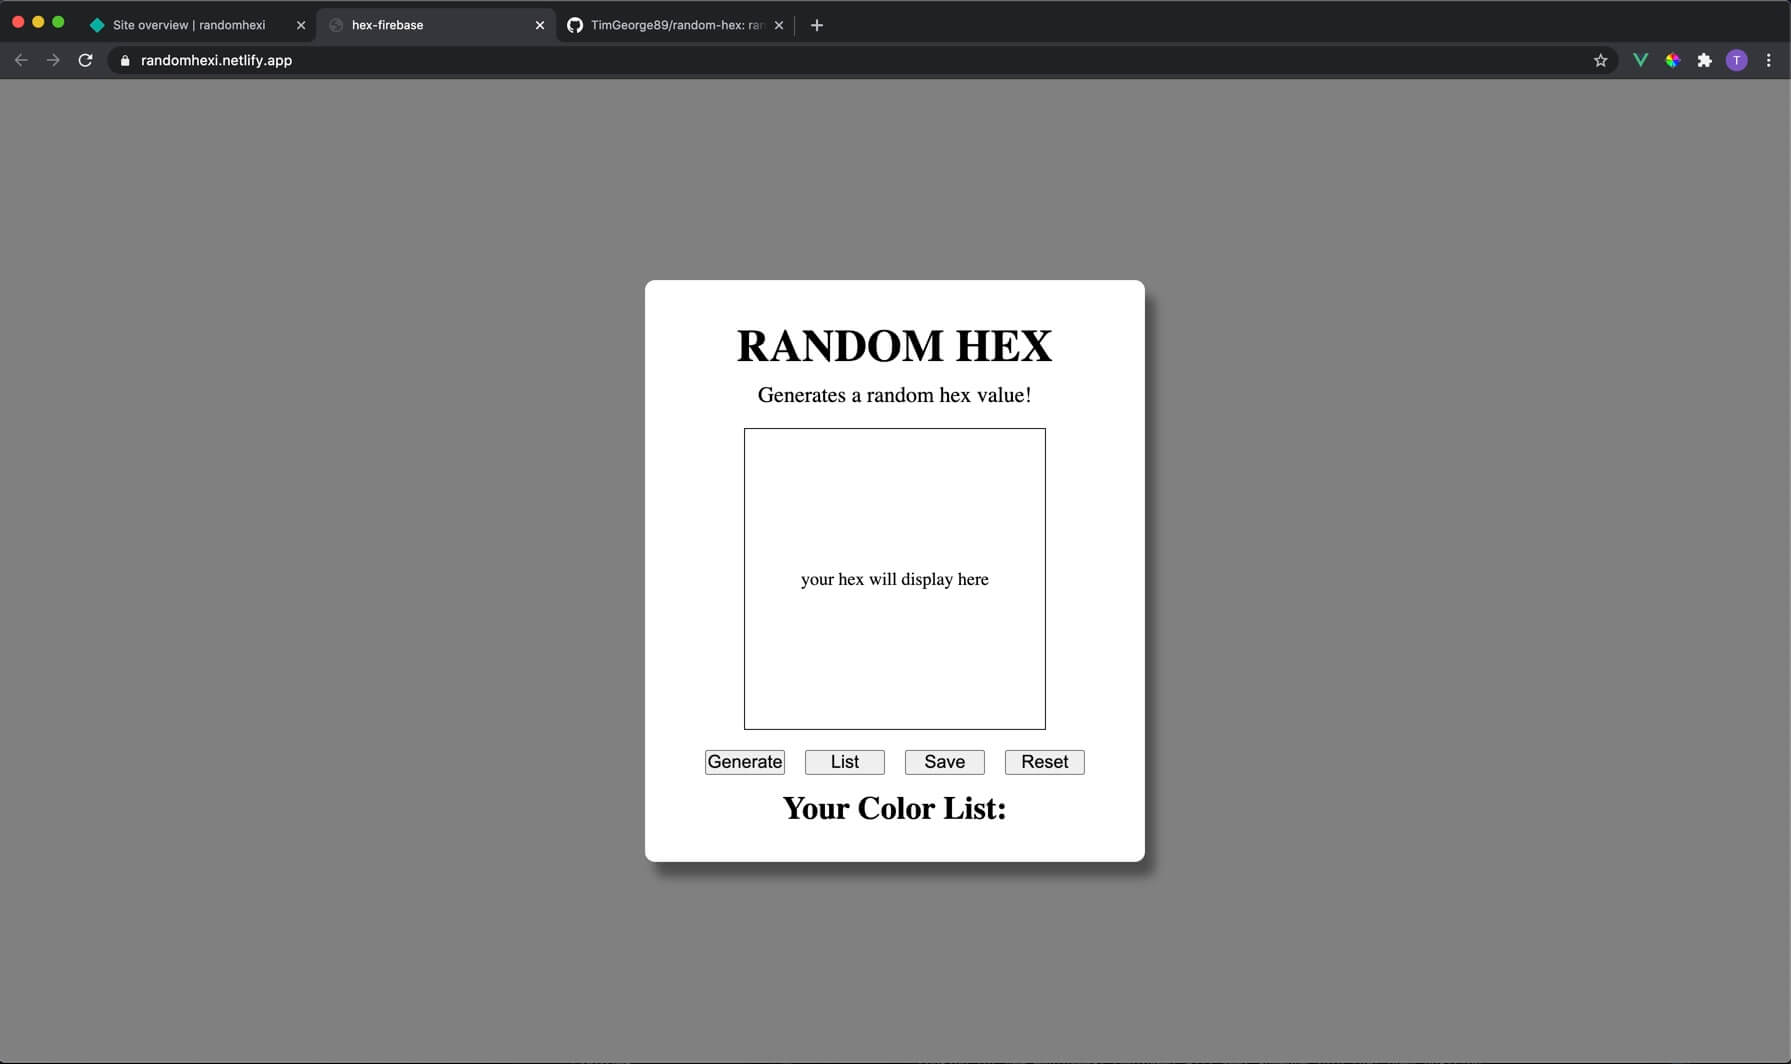 Site overview | randomhexi
hex-firebase
TimGeorge89/random-hex: ran
randomhexi.netlify.app
T
RANDOM HEX
Generates a random hex value!
your hex will display here
Generate List Save Reset
Your Color List: